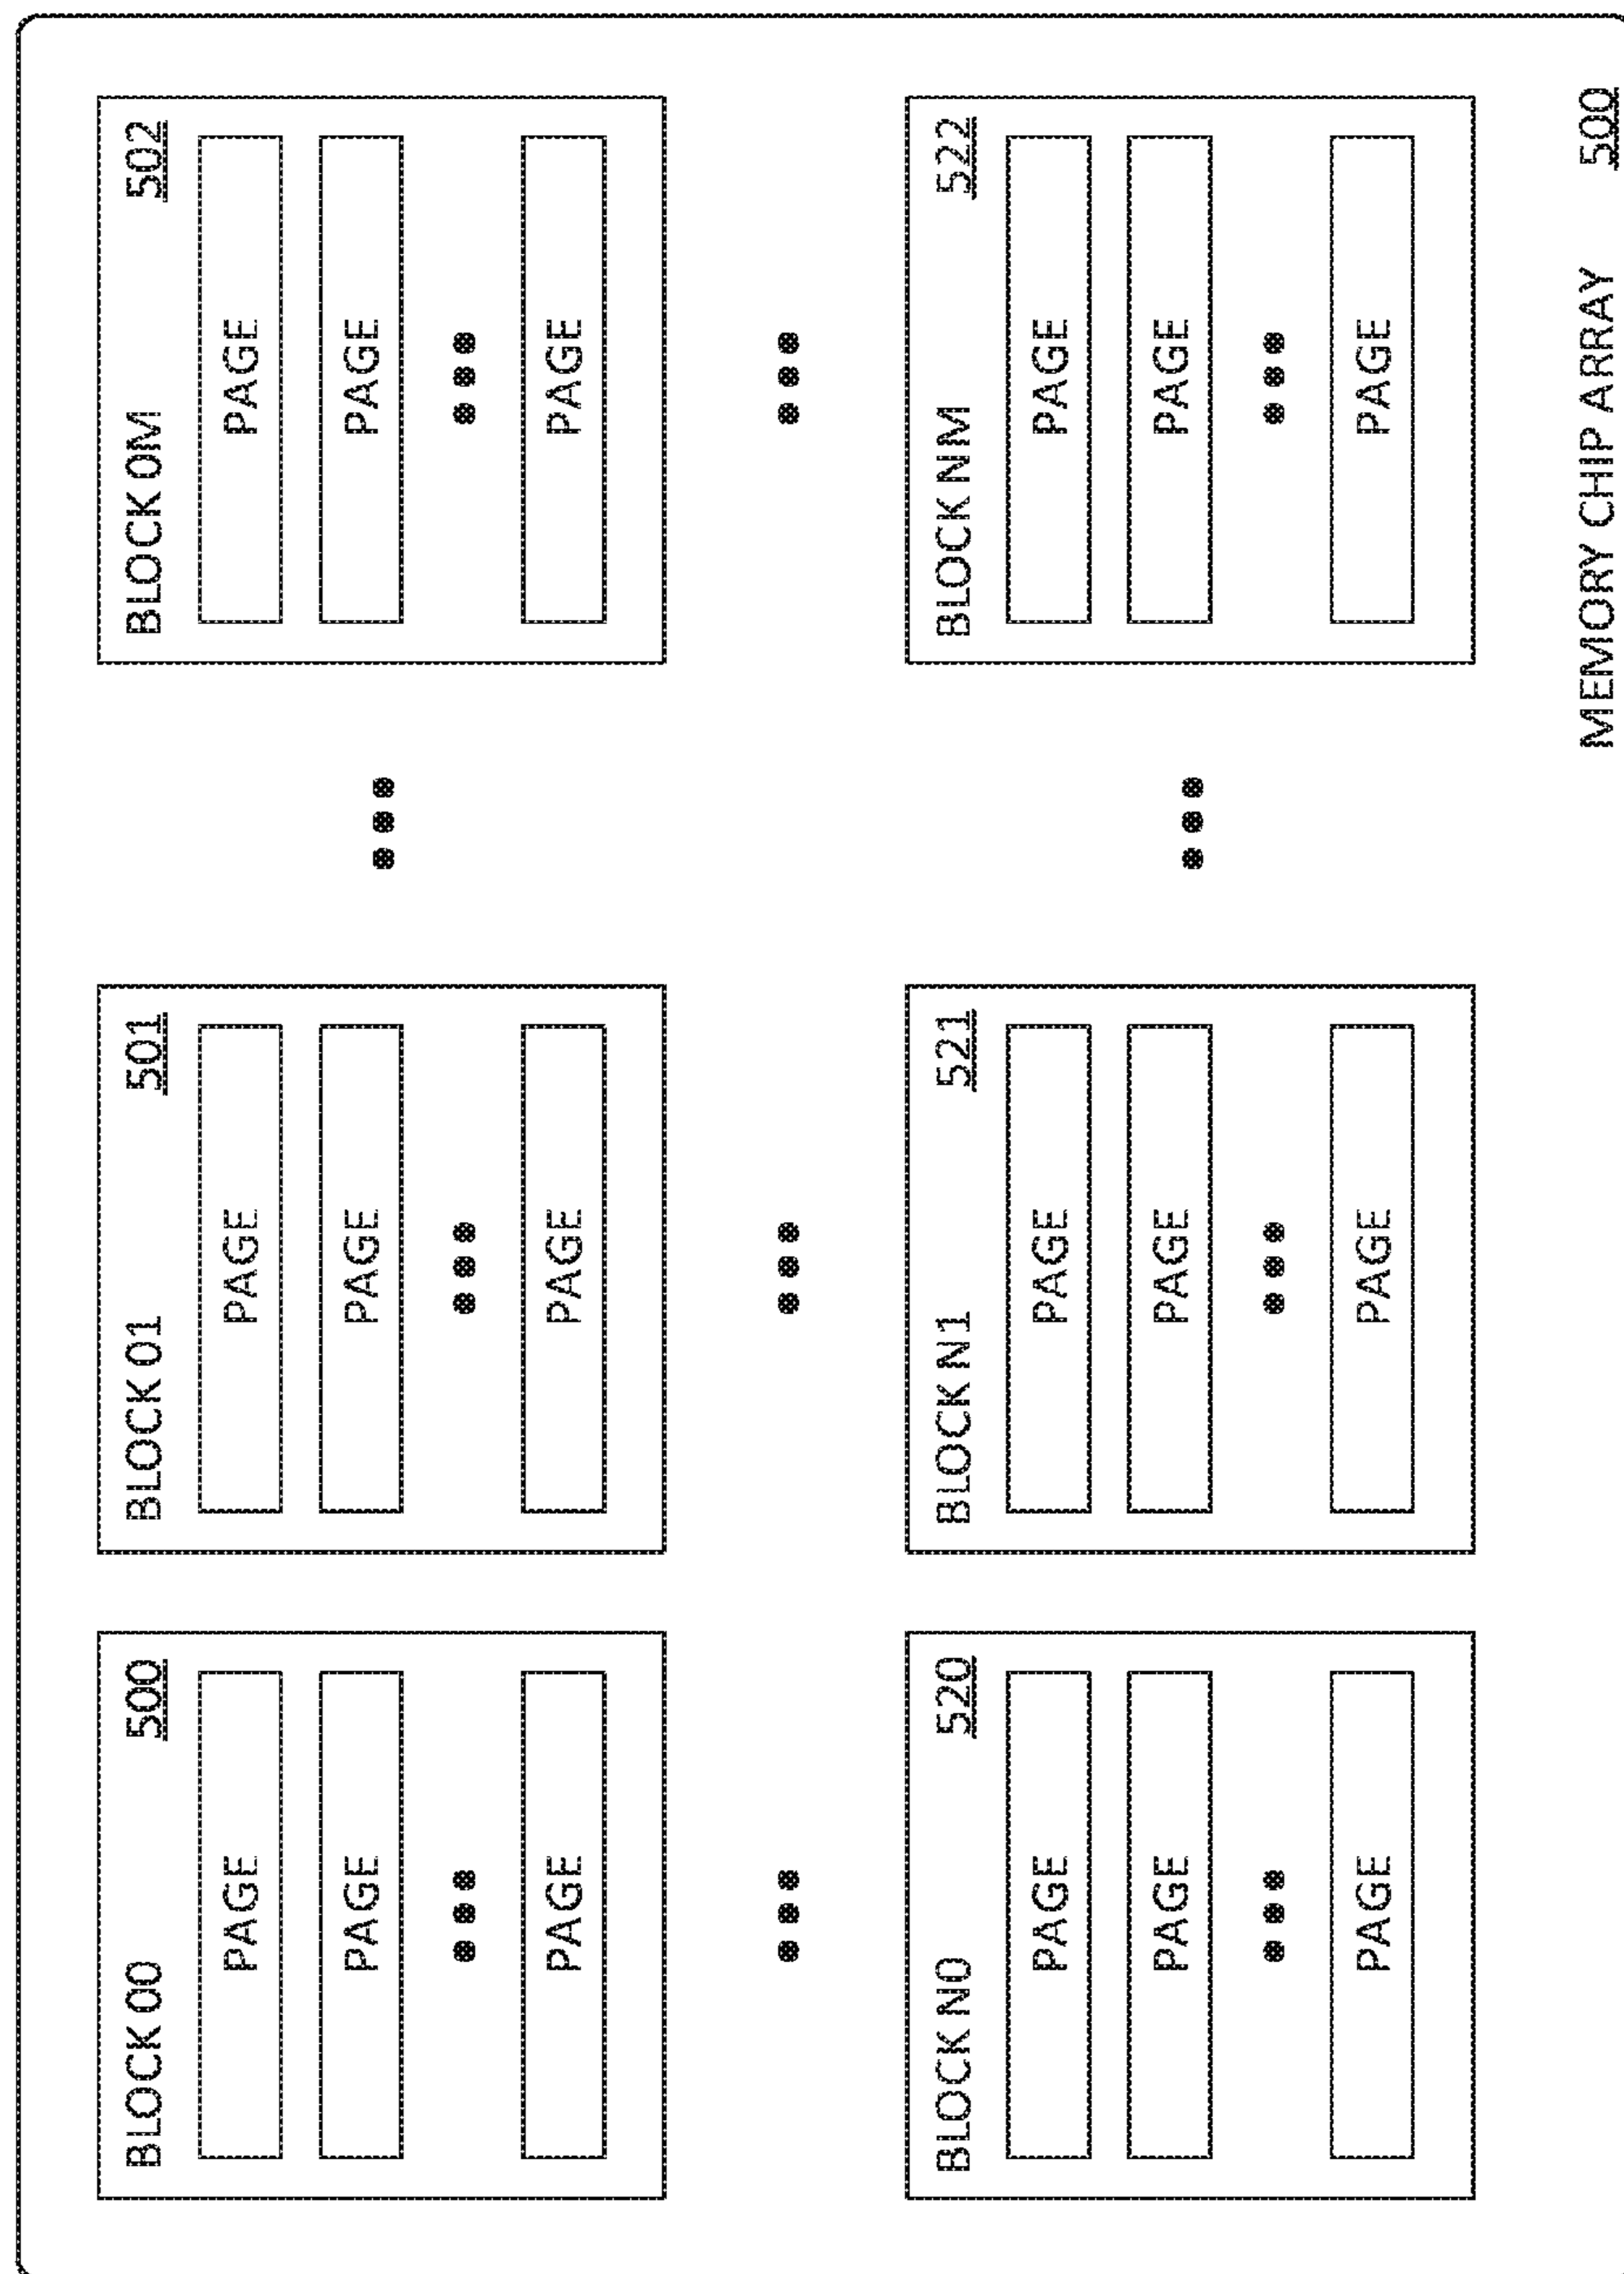 BLOCK 00 500
PAGE
PAGE
PAGE
BLOCK 01 501
PAGE
PAGE
PAGE
BLOCK 0M 502
PAGE
PAGE
PAGE
BLOCK N0 520
PAGE
PAGE
PAGE
BLOCK N1 521
PAGE
PAGE
PAGE
BLOCK NM 522
PAGE
PAGE
PAGE
MEMORY CHIP ARRAY 500